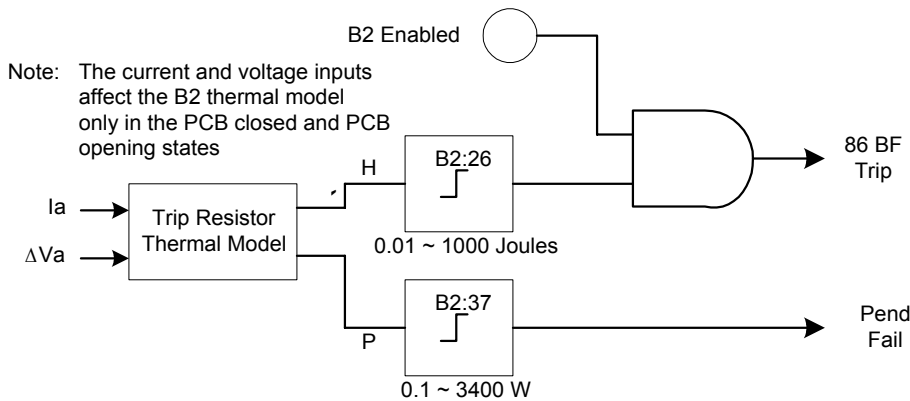 B2 Enabled
Note: The current and voltage inputs
affect the B2 thermal model
only in the PCB closed and PCB
opening states
Ia
ΔVa
Trip Resistor
Thermal Model
H
P
B2:26
0.01 ~ 1000 Joules
B2:37
0.1 ~ 3400 W
86 BF
Trip
Pend
Fail